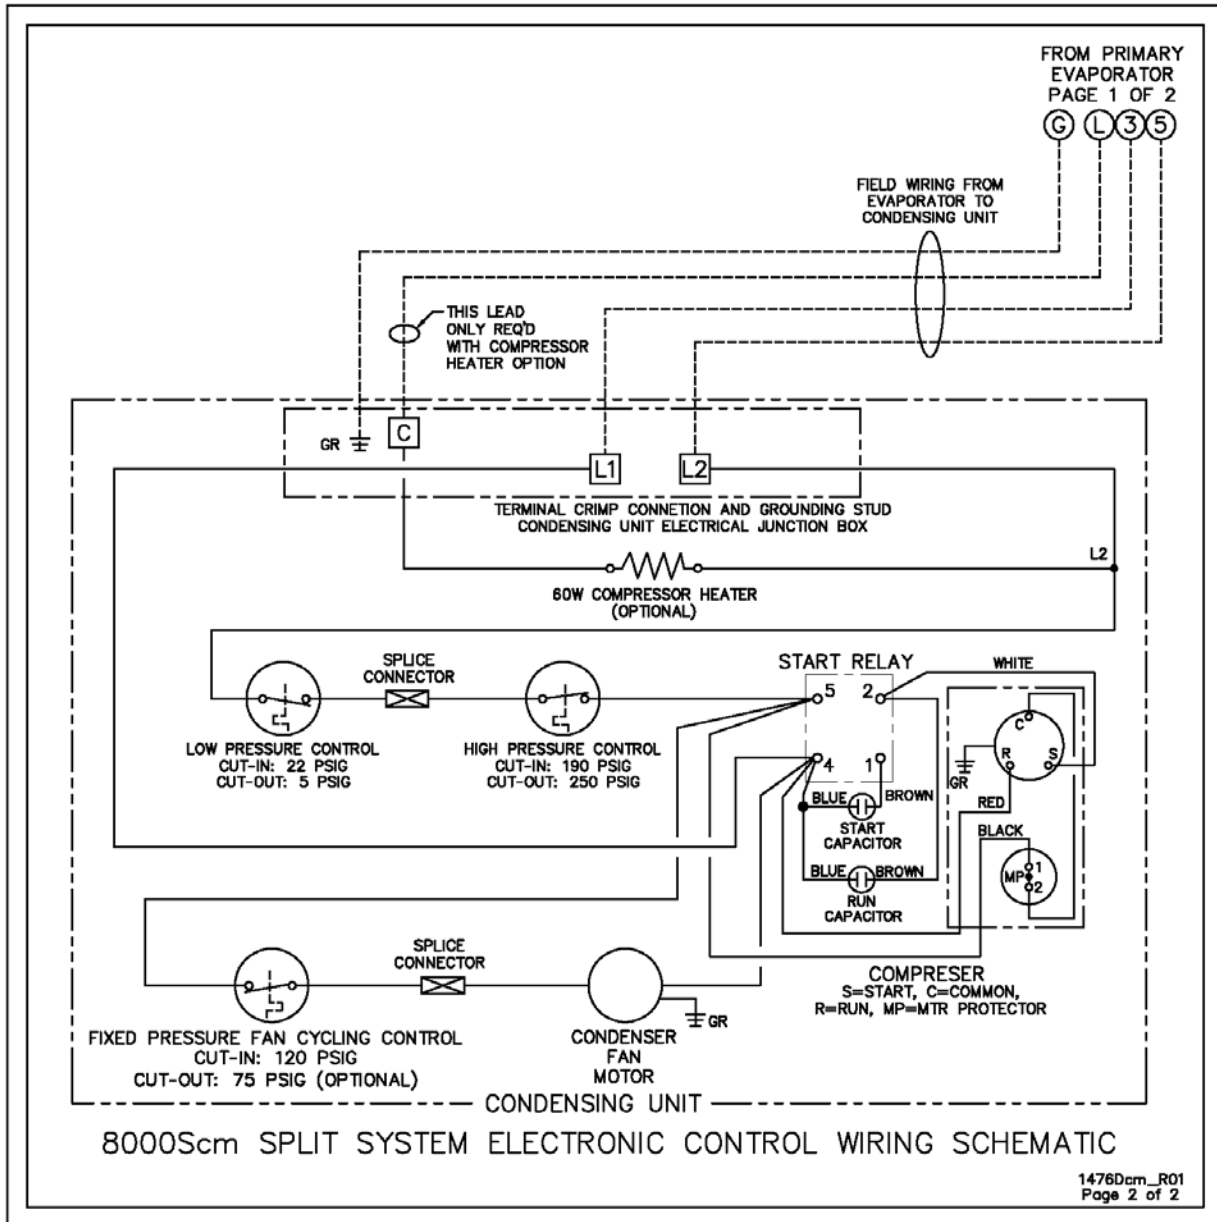 FROM PRIMARY
EVAPORATOR
PAGE 1 OF 2
G L 3 5
FIELD WIRING FROM
EVAPORATOR TO
CONDENSING UNIT
THIS LEAD
ONLY REQ'D
WITH COMPRESSOR
HEATER OPTION
GR
C
L1
L2
TERMINAL CRIMP CONNETION AND GROUNDING STUD
CONDENSING UNIT ELECTRICAL JUNCTION BOX
L2
60W COMPRESSOR HEATER
(OPTIONAL)
SPLICE
CONNECTOR
LOW PRESSURE CONTROL
CUT-IN: 22 PSIG
CUT-OUT: 5 PSIG
HIGH PRESSURE CONTROL
CUT-IN: 190 PSIG
CUT-OUT: 250 PSIG
START RELAY
5 2
4 1
WHITE
C
R S
GR
RED
BLACK
BLUE BROWN
START
CAPACITOR
BLUE BROWN
RUN
CAPACITOR
1
MP
2
COMPRESER
S=START, C=COMMON,
R=RUN, MP=MTR PROTECTOR
SPLICE
CONNECTOR
FIXED PRESSURE FAN CYCLING CONTROL
CUT-IN: 120 PSIG
CUT-OUT: 75 PSIG (OPTIONAL)
GR
CONDENSER
FAN
MOTOR
CONDENSING UNIT
8000Scm SPLIT SYSTEM ELECTRONIC CONTROL WIRING SCHEMATIC
1476Dcm_R01
Page 2 of 2